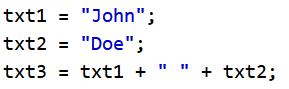 txt1 = "John";
txt2 = "Doe";
txt3 = txt1 + " " + txt2;